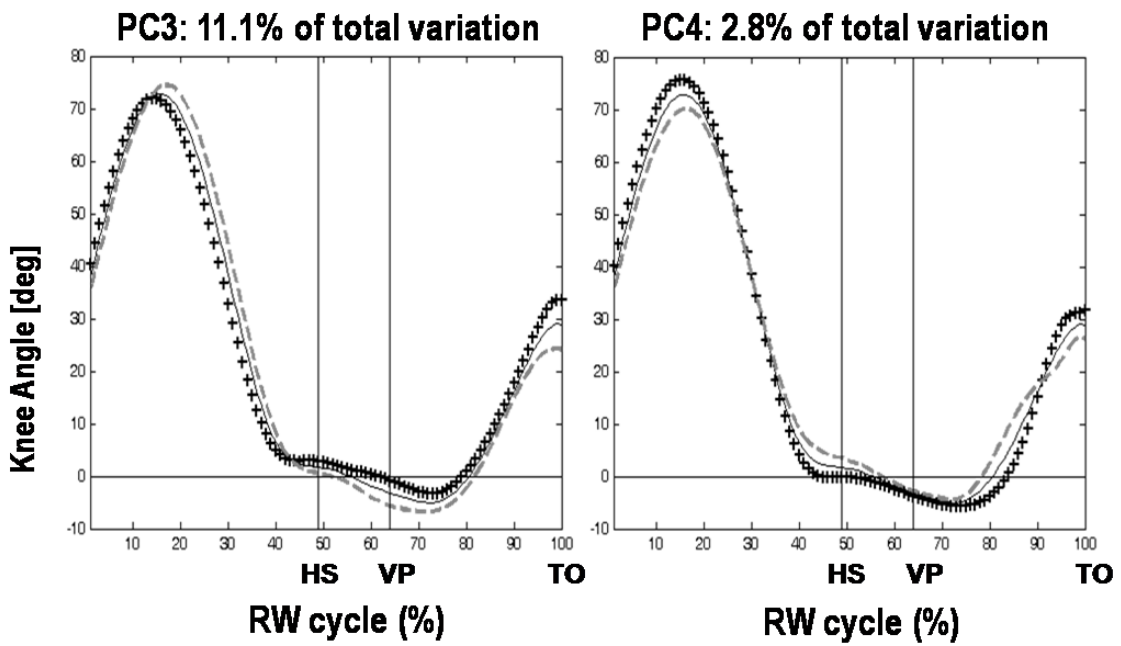 PC3: 11.1% of total variation
PC4: 2.8% of total variation
Knee Angle [deg]
80
70
60
50
40
30
20
10
0
-10
10 20 30 40 50 60 70 80 90 100
HS VP TO
RW cycle (%)
80
70
60
50
40
30
20
10
0
-10
10 20 30 40 50 60 70 80 90 100
HS VP TO
RW cycle (%)